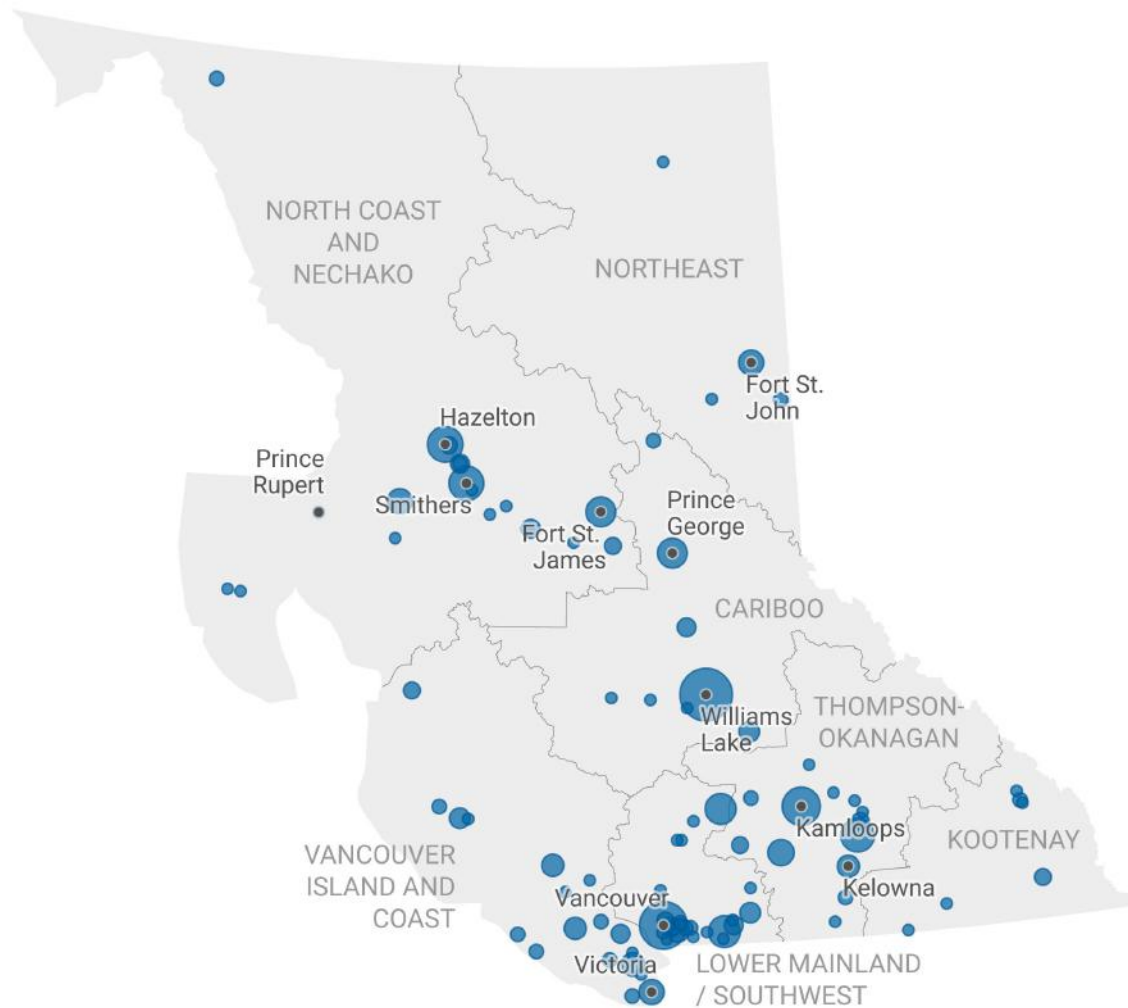 NORTH COAST
AND
NECHAKO
NORTHEAST
Fort St.
John
Hazelton
Prince
Rupert
Smithers
Fort St.
James
Prince
George
CARIBOO
Williams
Lake
THOMPSON-
OKANAGAN
Kamloops
KOOTENAY
VANCOUVER
ISLAND AND
COAST
Kelowna
Vancouver
Victoria
LOWER MAINLAND
/ SOUTHWEST